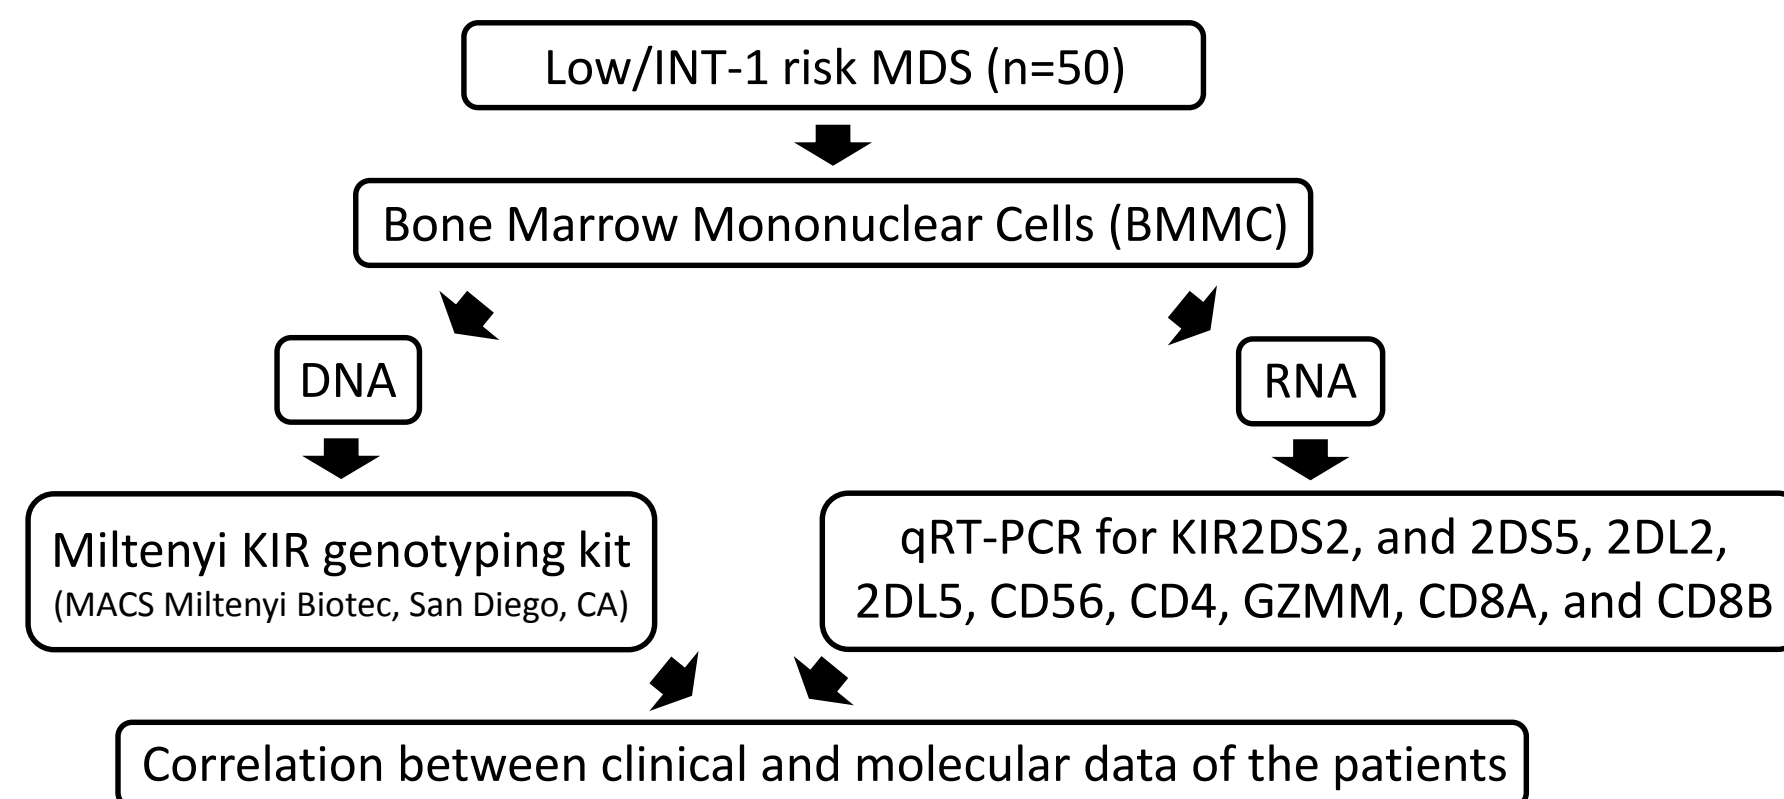 Low/INT-1 risk MDS (n=50)
Bone Marrow Mononuclear Cells (BMMC)
DNA
RNA
Miltenyi KIR genotyping kit
(MACS Miltenyi Biotec, San Diego, CA)
qRT-PCR for KIR2DS2, and 2DS5, 2DL2,
2DL5, CD56, CD4, GZMM, CD8A, and CD8B
Correlation between clinical and molecular data of the patients